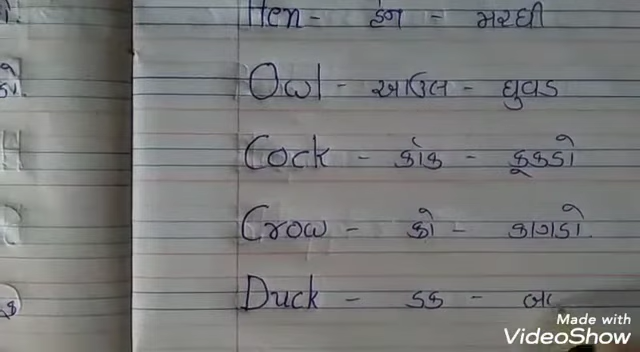 Hen - હેન - મરઘી
Owl - આઉલ - ઘુવડ
Cock - કોક - કૂકડો
Crow - ક્રો - કાગડો.
Duck - ડક - બ
Made with
VideoShow